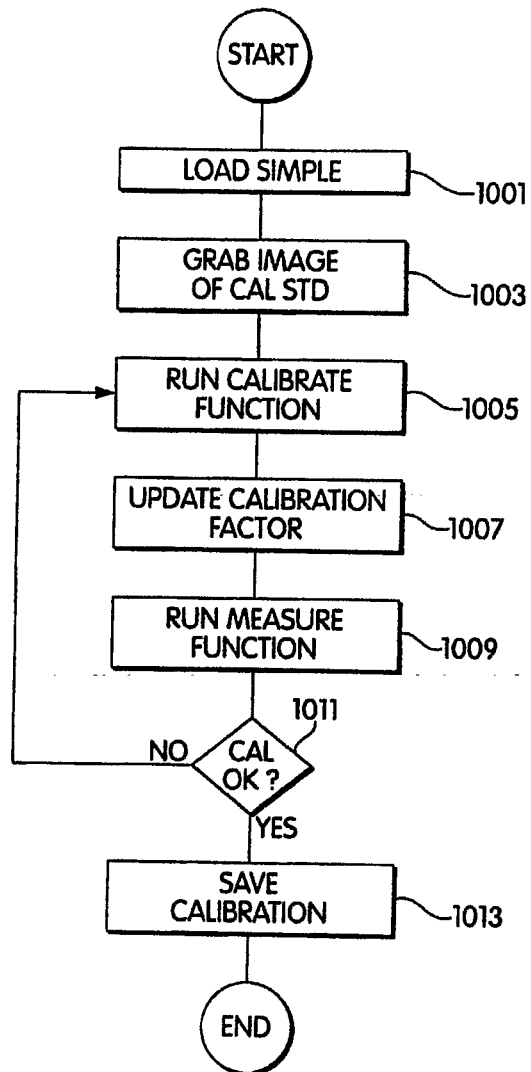 START
LOAD SIMPLE
1001
GRAB IMAGE
OF CAL STD
1003
RUN CALIBRATE
FUNCTION
1005
UPDATE CALIBRATION
FACTOR
1007
RUN MEASURE
FUNCTION
1009
1011
NO
CAL
OK ?
YES
SAVE
CALIBRATION
1013
END